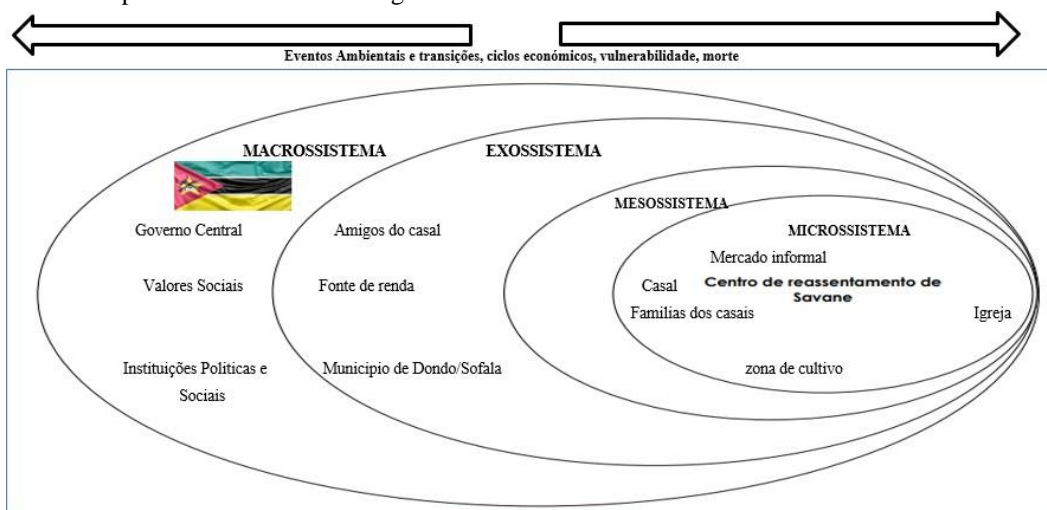 Eventos Ambientais e transições, ciclos económicos, vulnerabilidade, morte
MACROSSISTEMA
EXOSSISTEMA
MESOSSISTEMA
MICROSSISTEMA
Governo Central
Amigos do casal
Mercado informal
Valores Sociais
Fonte de renda
Casal
Centro de reassentamento de
Savane
Familias dos casais
Igreja
Instituições Politicas e
Sociais
Municipio de Dondo/Sofala
zona de cultivo